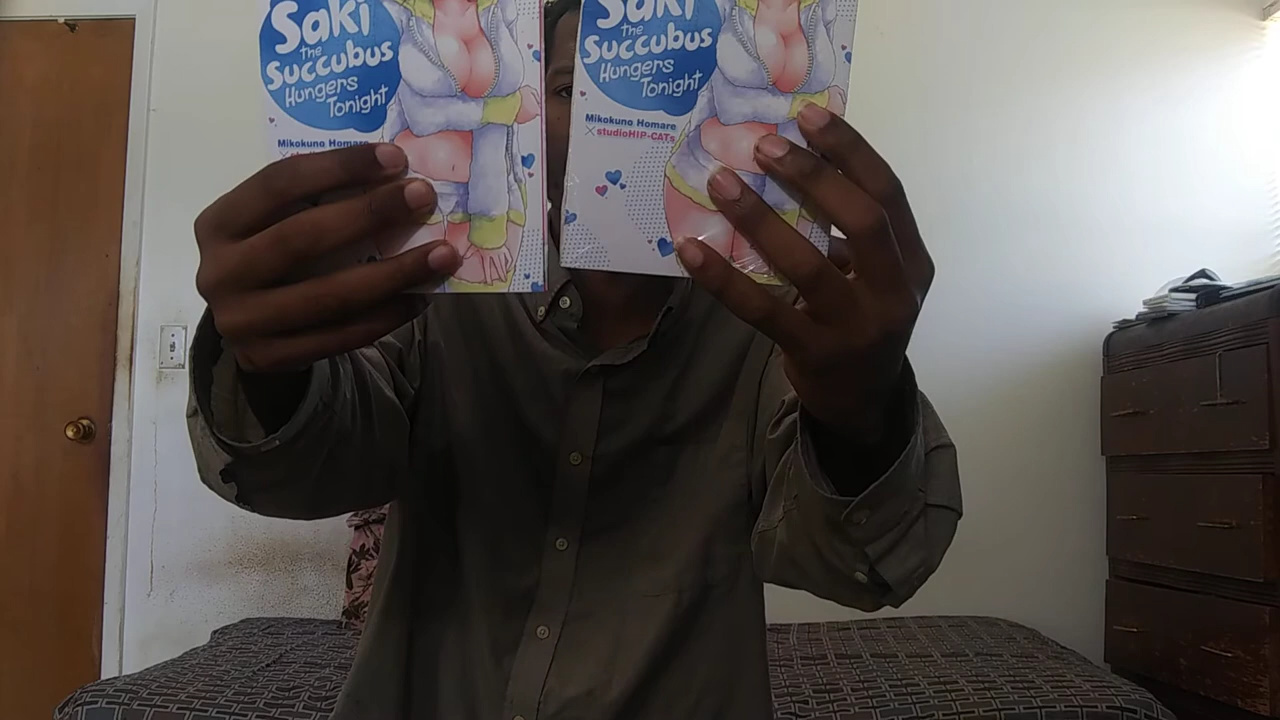 Saki
the
Succubus
Hungers
Tonight
Mikokuno Homare
Saki
the
Succubus
Hungers
Tonight
Mikokuno Homare
×studioHIP-CATs